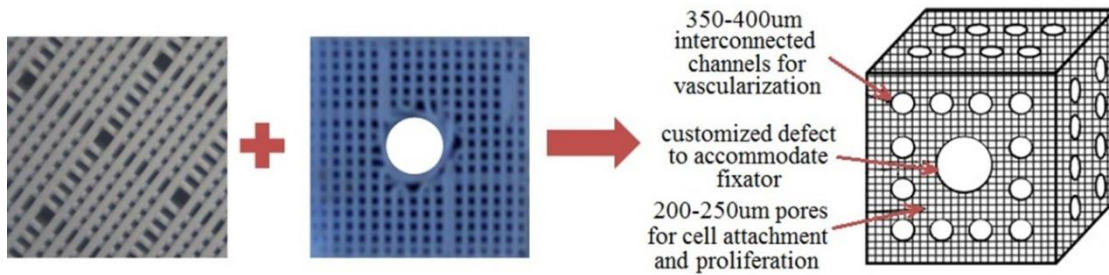 350-400um
interconnected
channels for
vascularization
customized defect
to accommodate
fixator
200-250um pores
for cell attachment
and proliferation